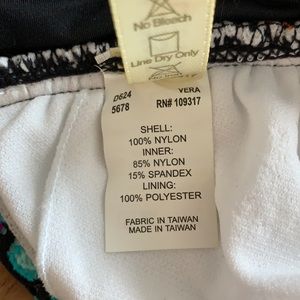 No Bleach
Line Dry Only
D524 VERA
5678 RN# 109317
SHELL:
100% NYLON
INNER:
85% NYLON
15% SPANDEX
LINING:
100% POLYESTER
FABRIC IN TAIWAN
MADE IN TAIWAN